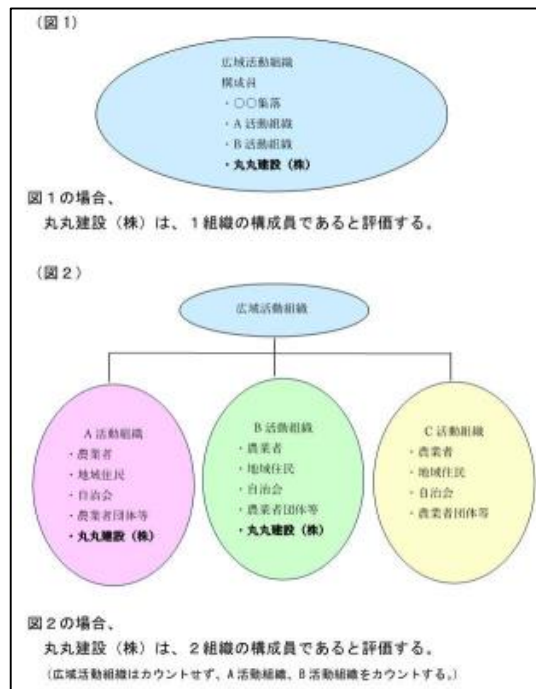 (図1)
広域活動組織
構成員
・○○集落
・A活動組織
・B活動組織
・丸丸建設(株)
図1の場合、
丸丸建設(株)は、1組織の構成員であると評価する。
(図2)
広域活動組織
A活動組織
・農業者
・地域住民
・自治会
・農業者団体等
・丸丸建設(株)
B活動組織
・農業者
・地域住民
・自治会
・農業者団体等
・丸丸建設(株)
C活動組織
・農業者
・地域住民
・自治会
・農業者団体等
図2の場合、
丸丸建設(株)は、2組織の構成員であると評価する。
(広域活動組織はカウントせず、A活動組織、B活動組織をカウントする。)